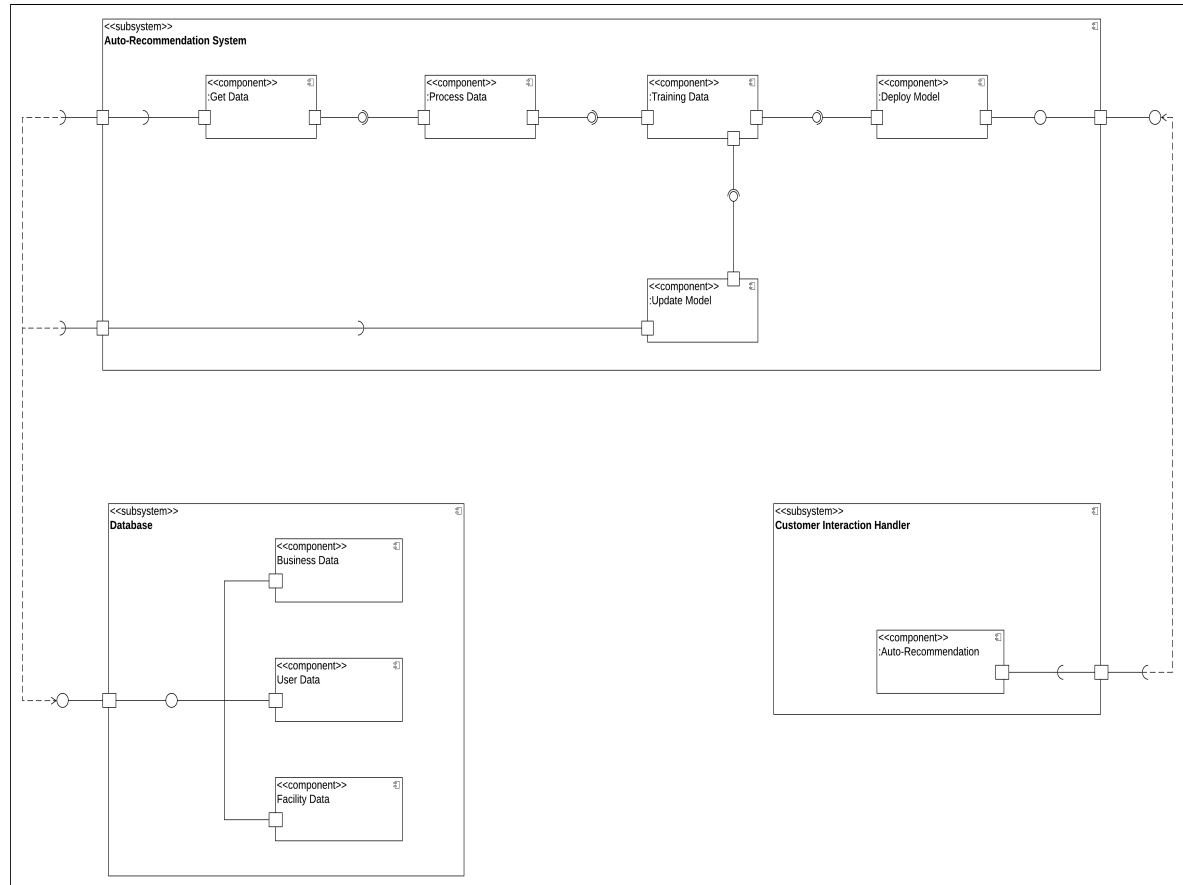 <<subsystem>>
Auto-Recommendation System
<<component>>
:Get Data
<<component>>
:Process Data
<<component>>
:Training Data
<<component>>
:Deploy Model
<<component>>
:Update Model
<<subsystem>>
Database
<<component>>
Business Data
<<component>>
User Data
<<component>>
Facility Data
<<subsystem>>
Customer Interaction Handler
<<component>>
:Auto-Recommendation